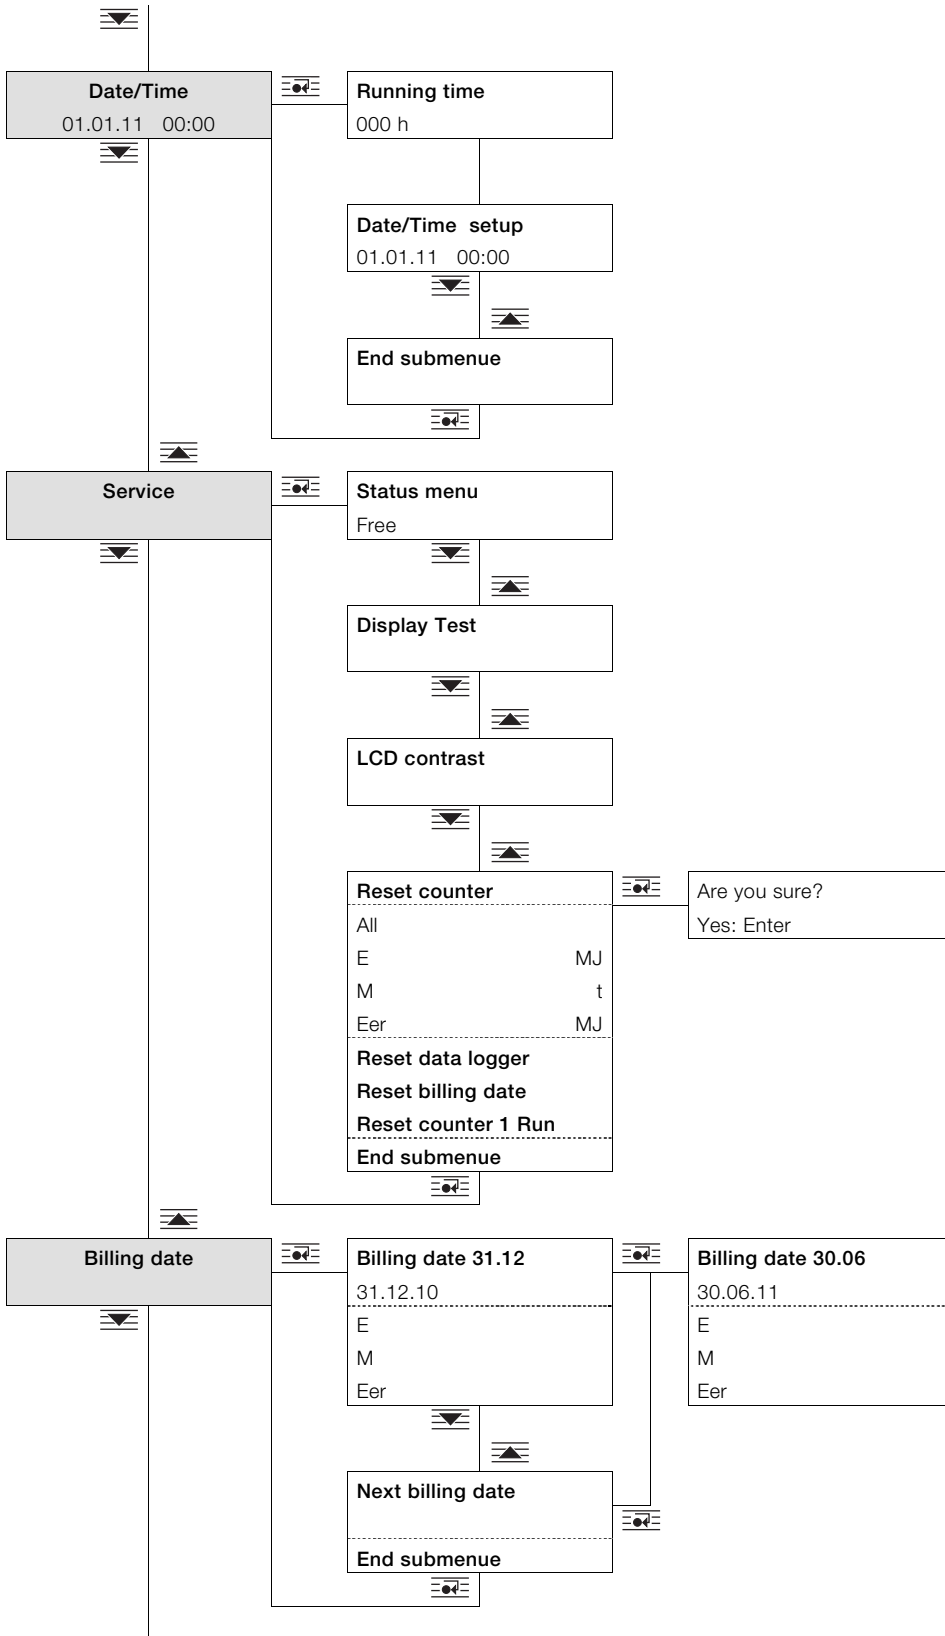 Date/Time
01.01.11 00:00
Running time
000 h
Date/Time setup
01.01.11 00:00
End submenue
Service
Status menu
Free
Display Test
LCD contrast
Reset counter
All
E MJ
M t
Eer MJ
Reset data logger
Reset billing date
Reset counter 1 Run
End submenue
Are you sure?
Yes: Enter
Billing date
Billing date 31.12
31.12.10
E
M
Eer
Billing date 30.06
30.06.11
E
M
Eer
Next billing date
End submenue